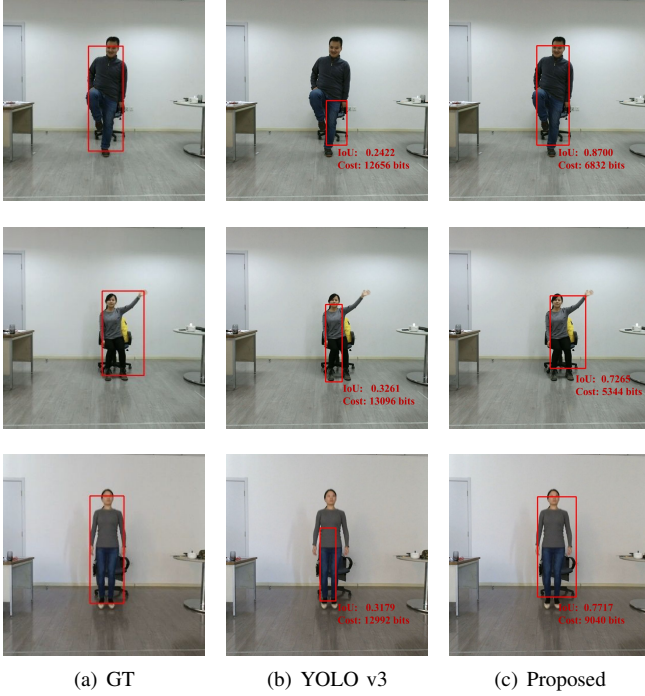 IoU: 0.2422
Cost: 12656 bits
IoU: 0.8700
Cost: 6832 bits
IoU: 0.3261
Cost: 13096 bits
IoU: 0.7265
Cost: 5344 bits
IoU: 0.3179
Cost: 12992 bits
IoU: 0.7717
Cost: 9040 bits
(a) GT
(b) YOLO v3
(c) Proposed